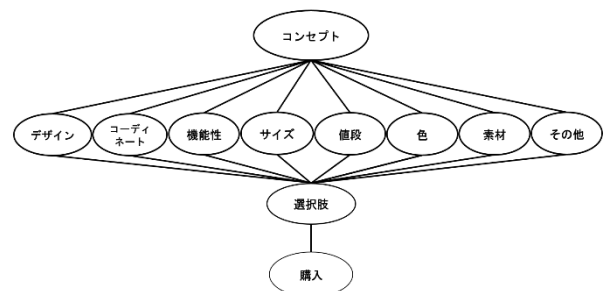 コンセプト
デザイン
コーディ
ネート
機能性
サイズ
値段
色
素材
その他
選択肢
購入